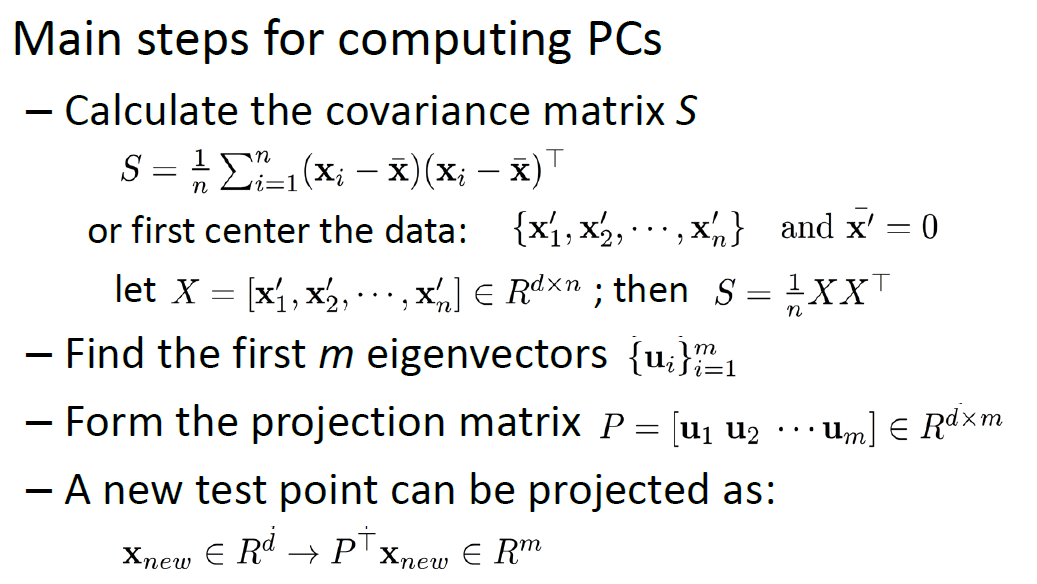 Main steps for computing PCs
– Calculate the covariance matrix S
S = \frac{1}{n} \sum_{i=1}^{n} (\mathbf{x}_i - \bar{\mathbf{x}})(\mathbf{x}_i - \bar{\mathbf{x}})^\top
or first center the data: \{\mathbf{x}'_1, \mathbf{x}'_2, \cdots, \mathbf{x}'_n\} and \bar{\mathbf{x}'} = 0
let X = [\mathbf{x}'_1, \mathbf{x}'_2, \cdots, \mathbf{x}'_n] \in R^{d \times n} ; then S = \frac{1}{n} X X^\top
– Find the first m eigenvectors \{\mathbf{u}_i\}_{i=1}^{m}
– Form the projection matrix P = [\mathbf{u}_1 \mathbf{u}_2 \cdots \mathbf{u}_m] \in R^{d \times m}
– A new test point can be projected as:
\mathbf{x}_{new} \in R^d \rightarrow P^\top \mathbf{x}_{new} \in R^m